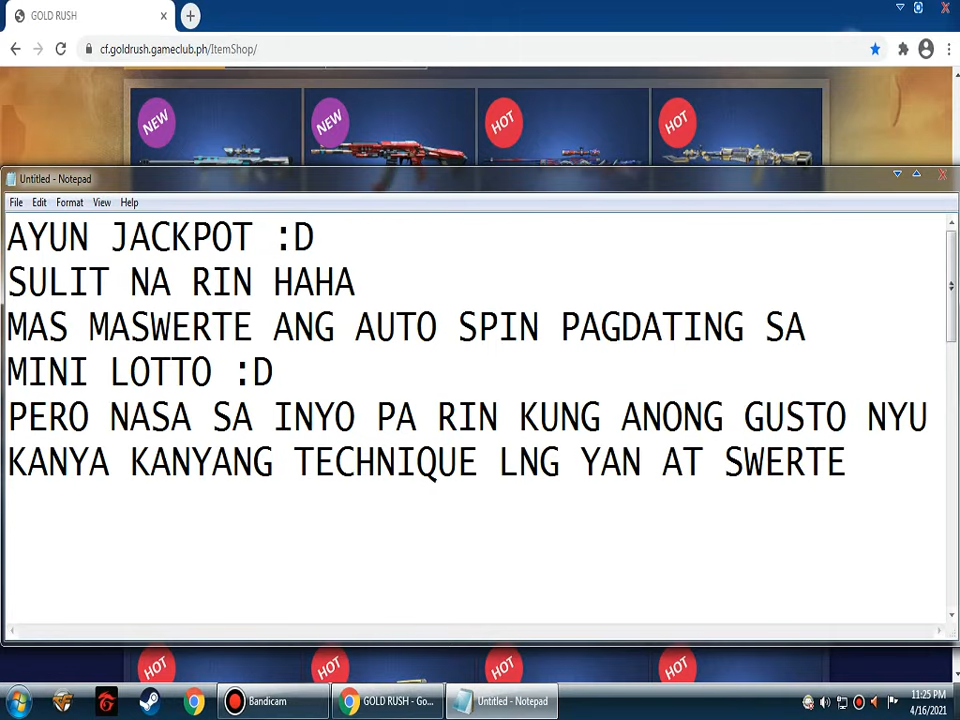 GOLD RUSH
cf.goldrush.gameclub.ph/ItemShop/
NEW
NEW
HOT
HOT
Untitled - Notepad
File Edit Format View Help
AYUN JACKPOT :D
SULIT NA RIN HAHA
MAS MASWERTE ANG AUTO SPIN PAGDATING SA
MINI LOTTO :D
PERO NASA SA INYO PA RIN KUNG ANONG GUSTO NYU
KANYA KANYANG TECHNIQUE LNG YAN AT SWERTE
HOT
HOT
HOT
HOT
Bandicam
GOLD RUSH - Go...
Untitled - Notepad
11:25 PM
4/16/2021